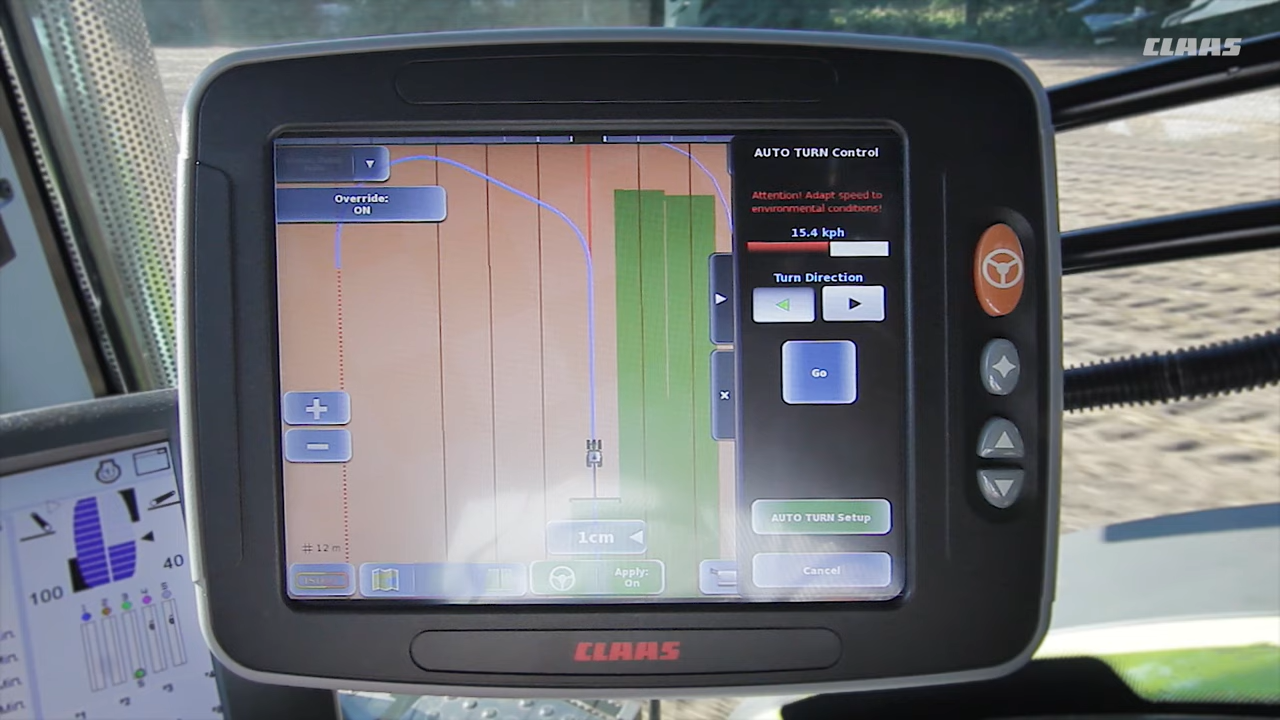 CLAAS
AUTO TURN Control
Attention! Adapt speed to
environmental conditions!
15.4 kph
Turn Direction
Override:
ON
Go
1cm
AUTO TURN Setup
12 m
Apply:
On
Cancel
CLAAS
40
100